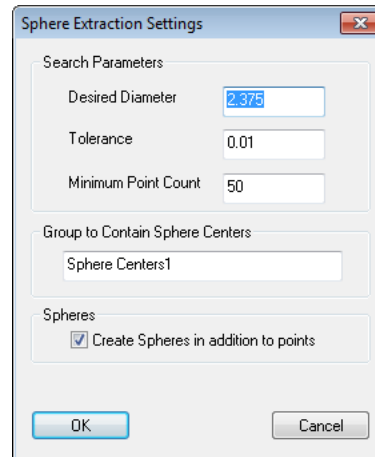 Sphere Extraction Settings
Search Parameters
Desired Diameter 2.375
Tolerance 0.01
Minimum Point Count 50
Group to Contain Sphere Centers
Sphere Centers1
Spheres
Create Spheres in addition to points
OK Cancel